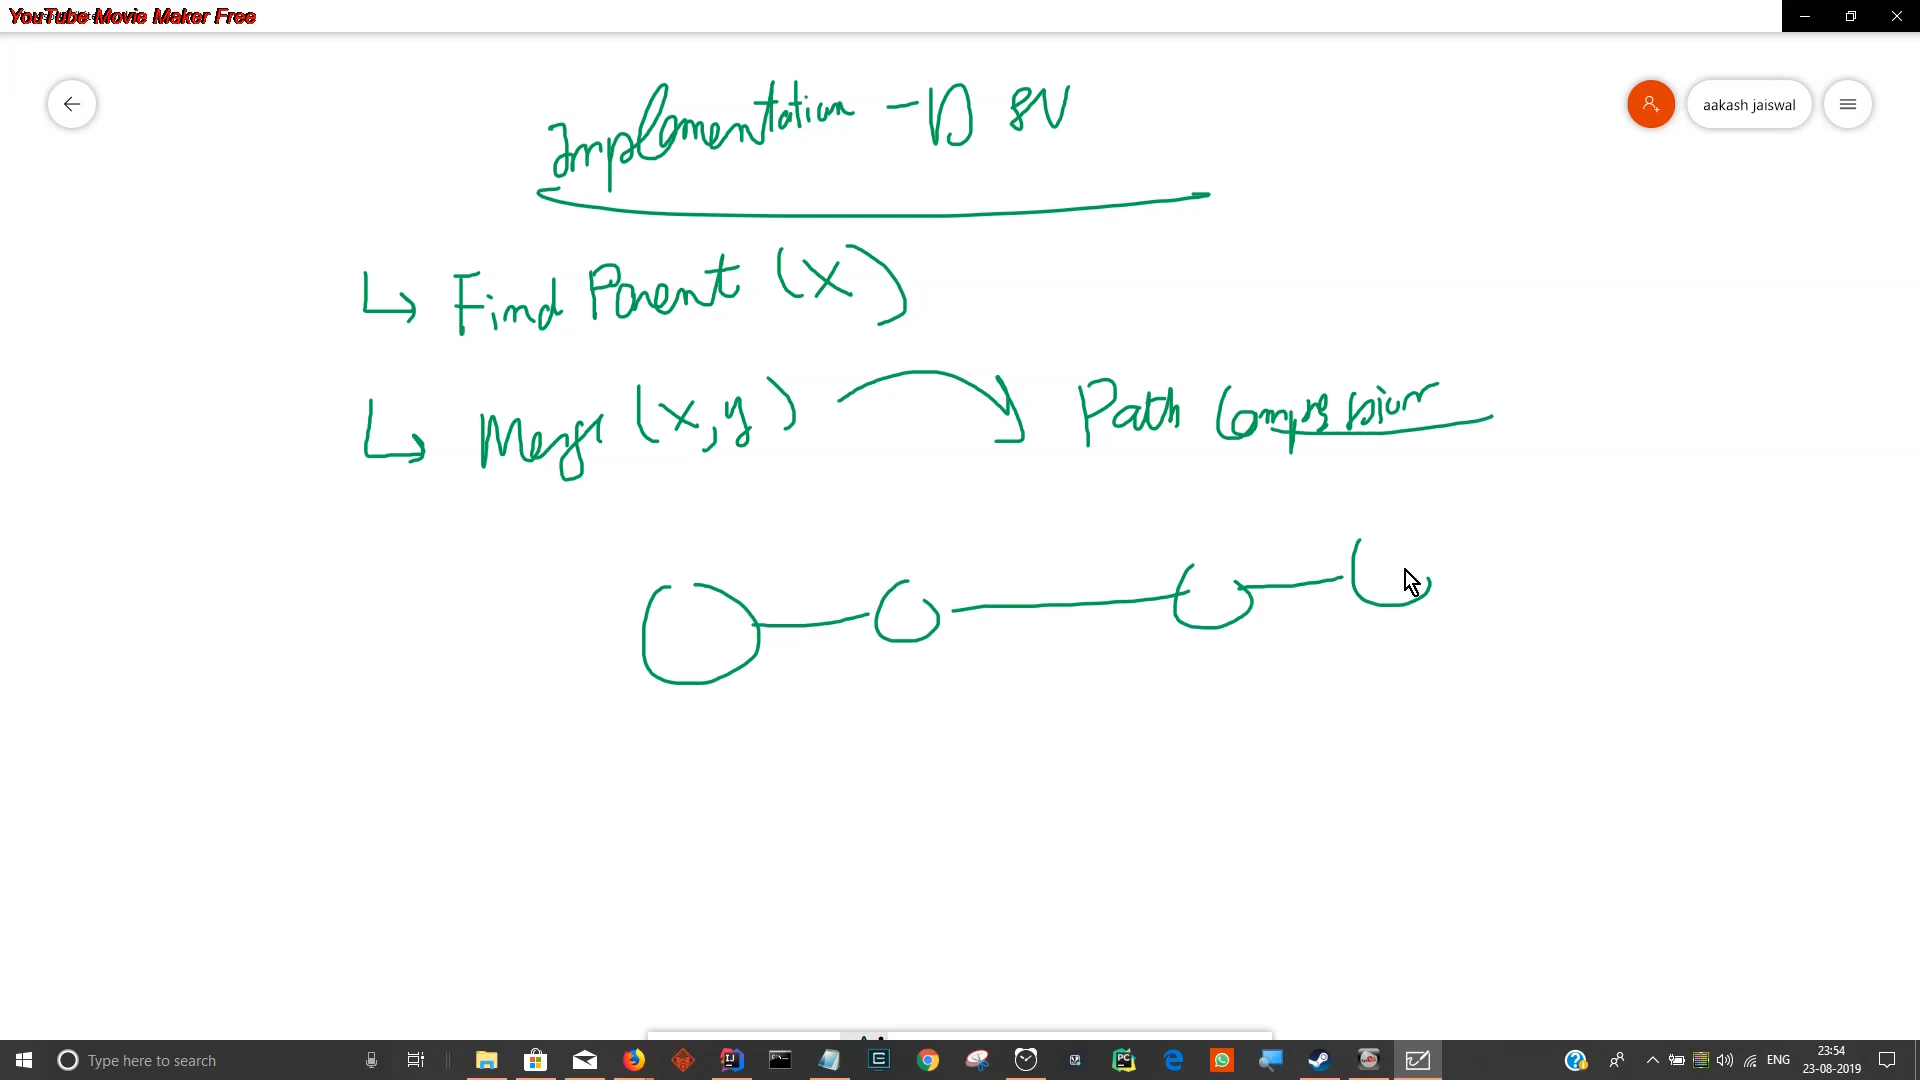 YouTube Movie Maker Free
aakash jaiswal
Implementation - D SU
Find Parent (x)
Merge (x, y)
Path Compression
Type here to search
ENG
23:54
23-08-2019